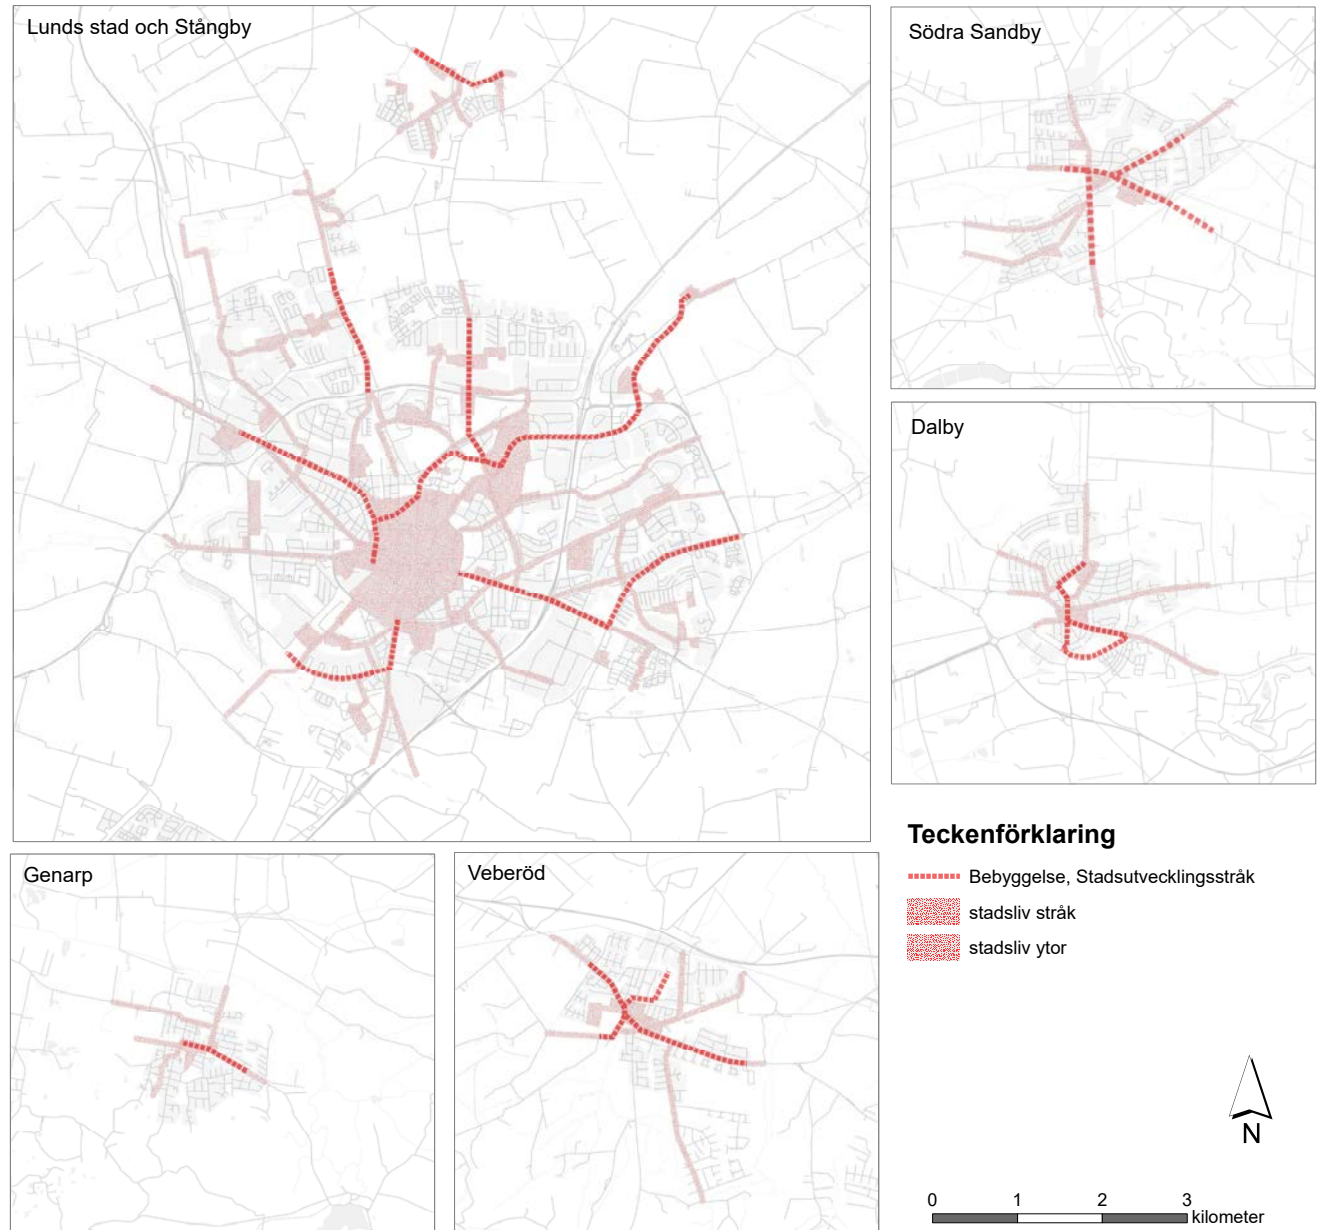 Lunds stad och Stångby
Södra Sandby
Dalby
Genarp
Veberöd
Teckenförklaring
Bebyggelse, Stadsutvecklingsstråk
stadsliv stråk
stadsliv ytor
N
0 1 2 3
kilometer